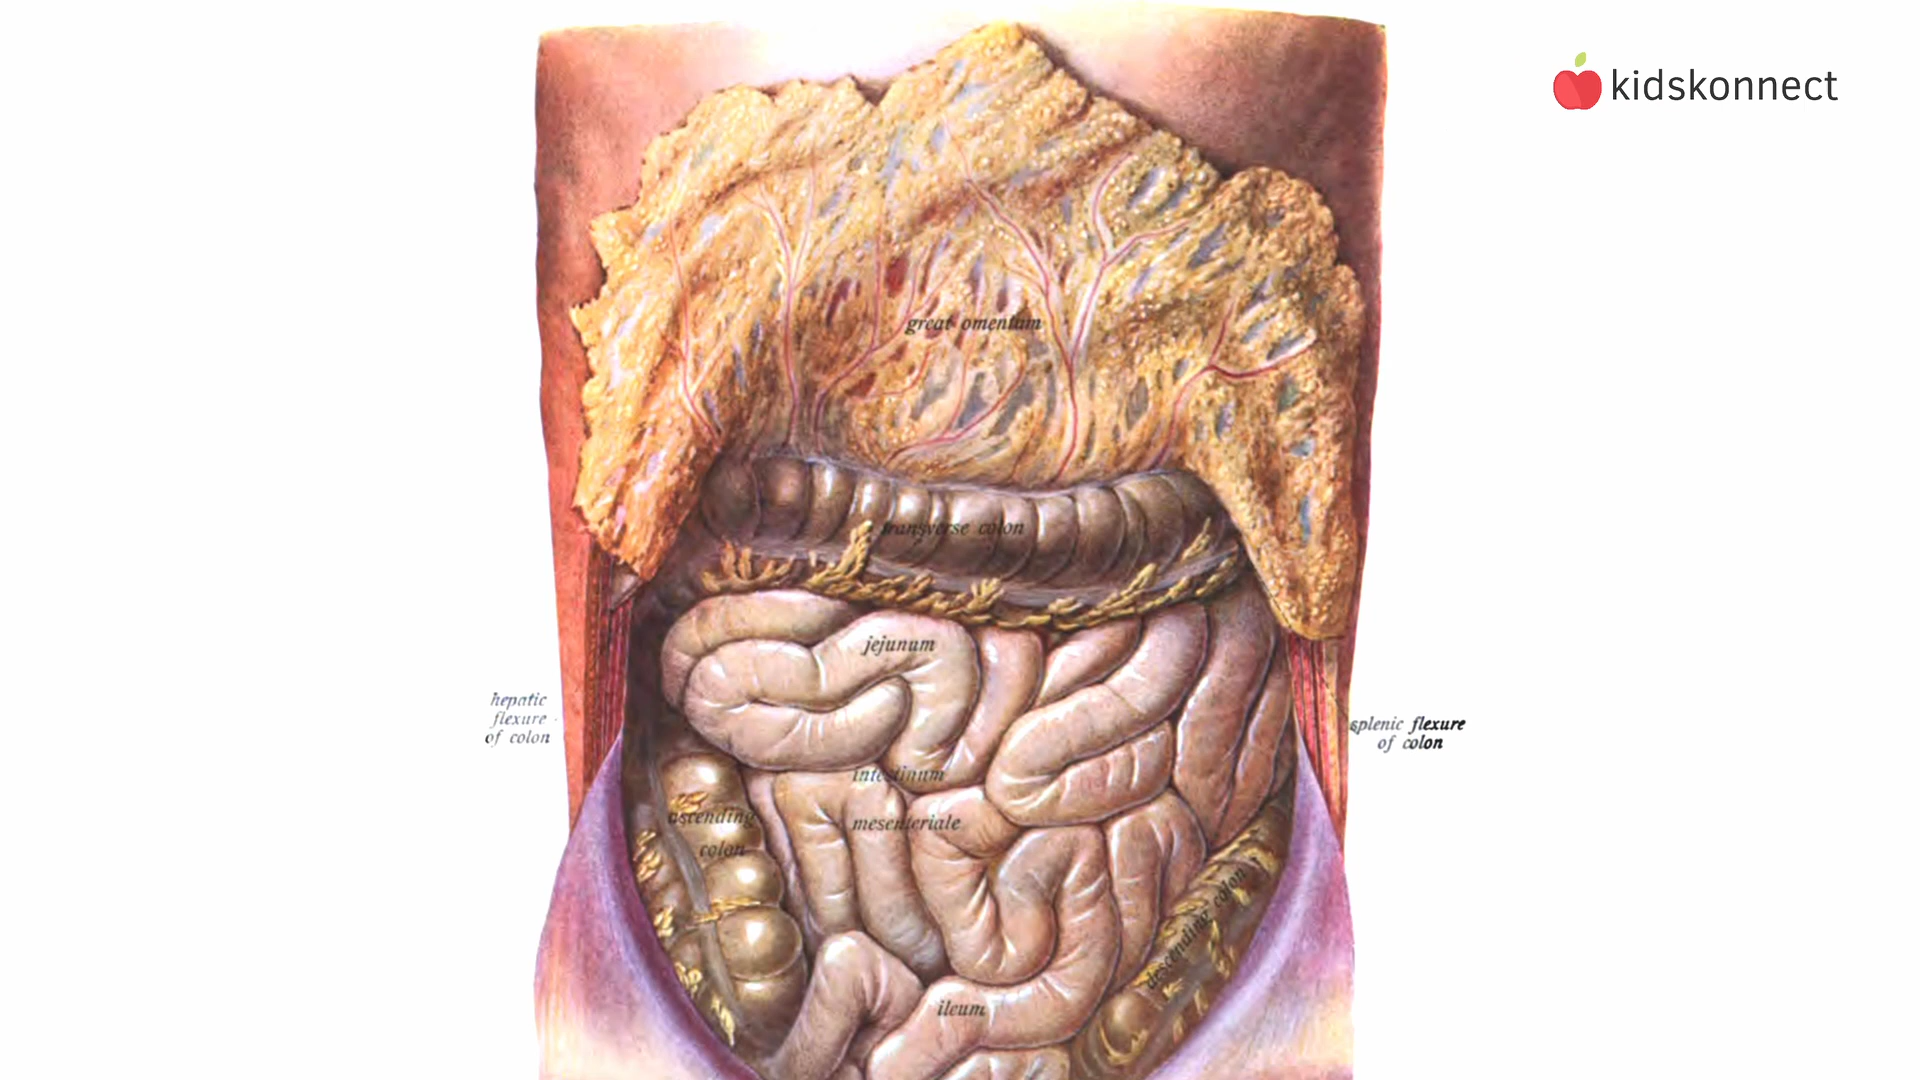 kidskonnect
great omentum
transverse colon
jejunum
hepatic
flexure
of colon
splenic flexure
of colon
intestinum
mesenteriale
ascending
colon
descending colon
ileum